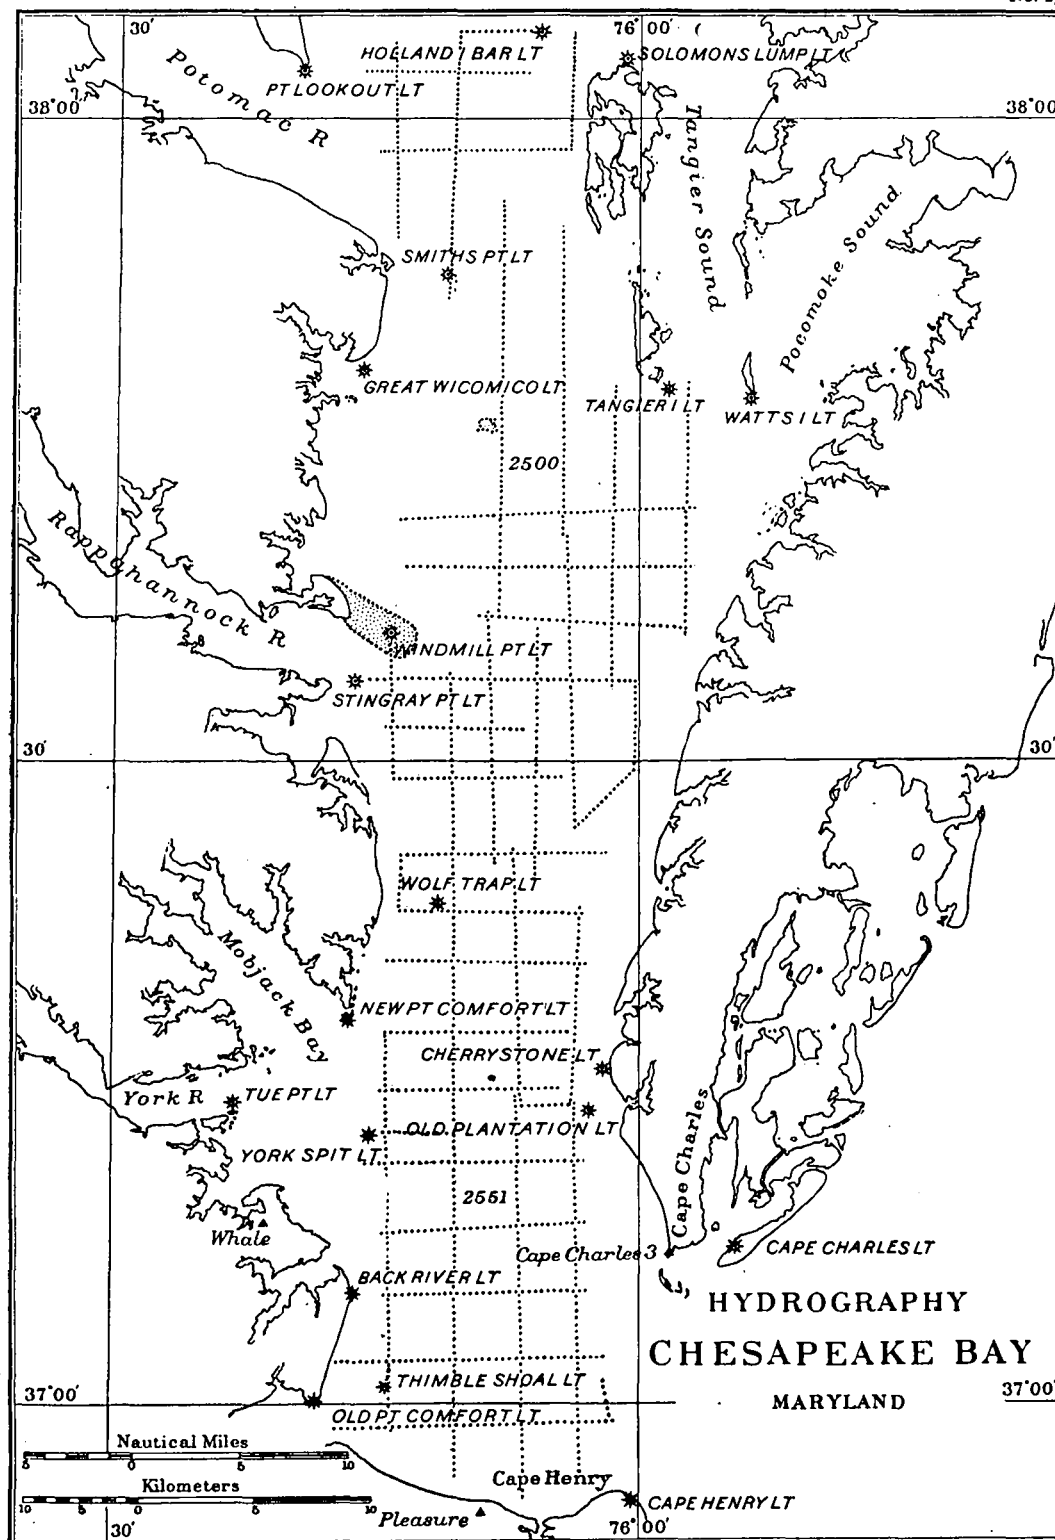 30'
76°00'
HOLLAND I BAR LT
SOLOMONS LUMP LT
PT LOOKOUT LT
Potomac R
38°00'
38°00'
Tangier Sound
Pocomoke Sound
SMITHS PT LT
GREAT WICOMICO LT
TANGIER I LT
WATTS I LT
2500
Rappahannock R
WINDMILL PT LT
STINGRAY PT LT
30'
30'
WOLF TRAP LT
Mobjack Bay
NEW PT COMFORT LT
CHERRYSTONE LT
York R
TUE PT LT
OLD PLANTATION LT
YORK SPIT LT
Cape Charles
2551
Whale
Cape Charles 3
CAPE CHARLES LT
BACK RIVER LT
HYDROGRAPHY
CHESAPEAKE BAY
MARYLAND
THIMBLE SHOAL LT
37°00'
37°00'
OLD PT COMFORT LT
Nautical Miles
5 0 5 10
Kilometers
10 5 0 5 10
Cape Henry
CAPE HENRY LT
Pleasure
30'
76°00'